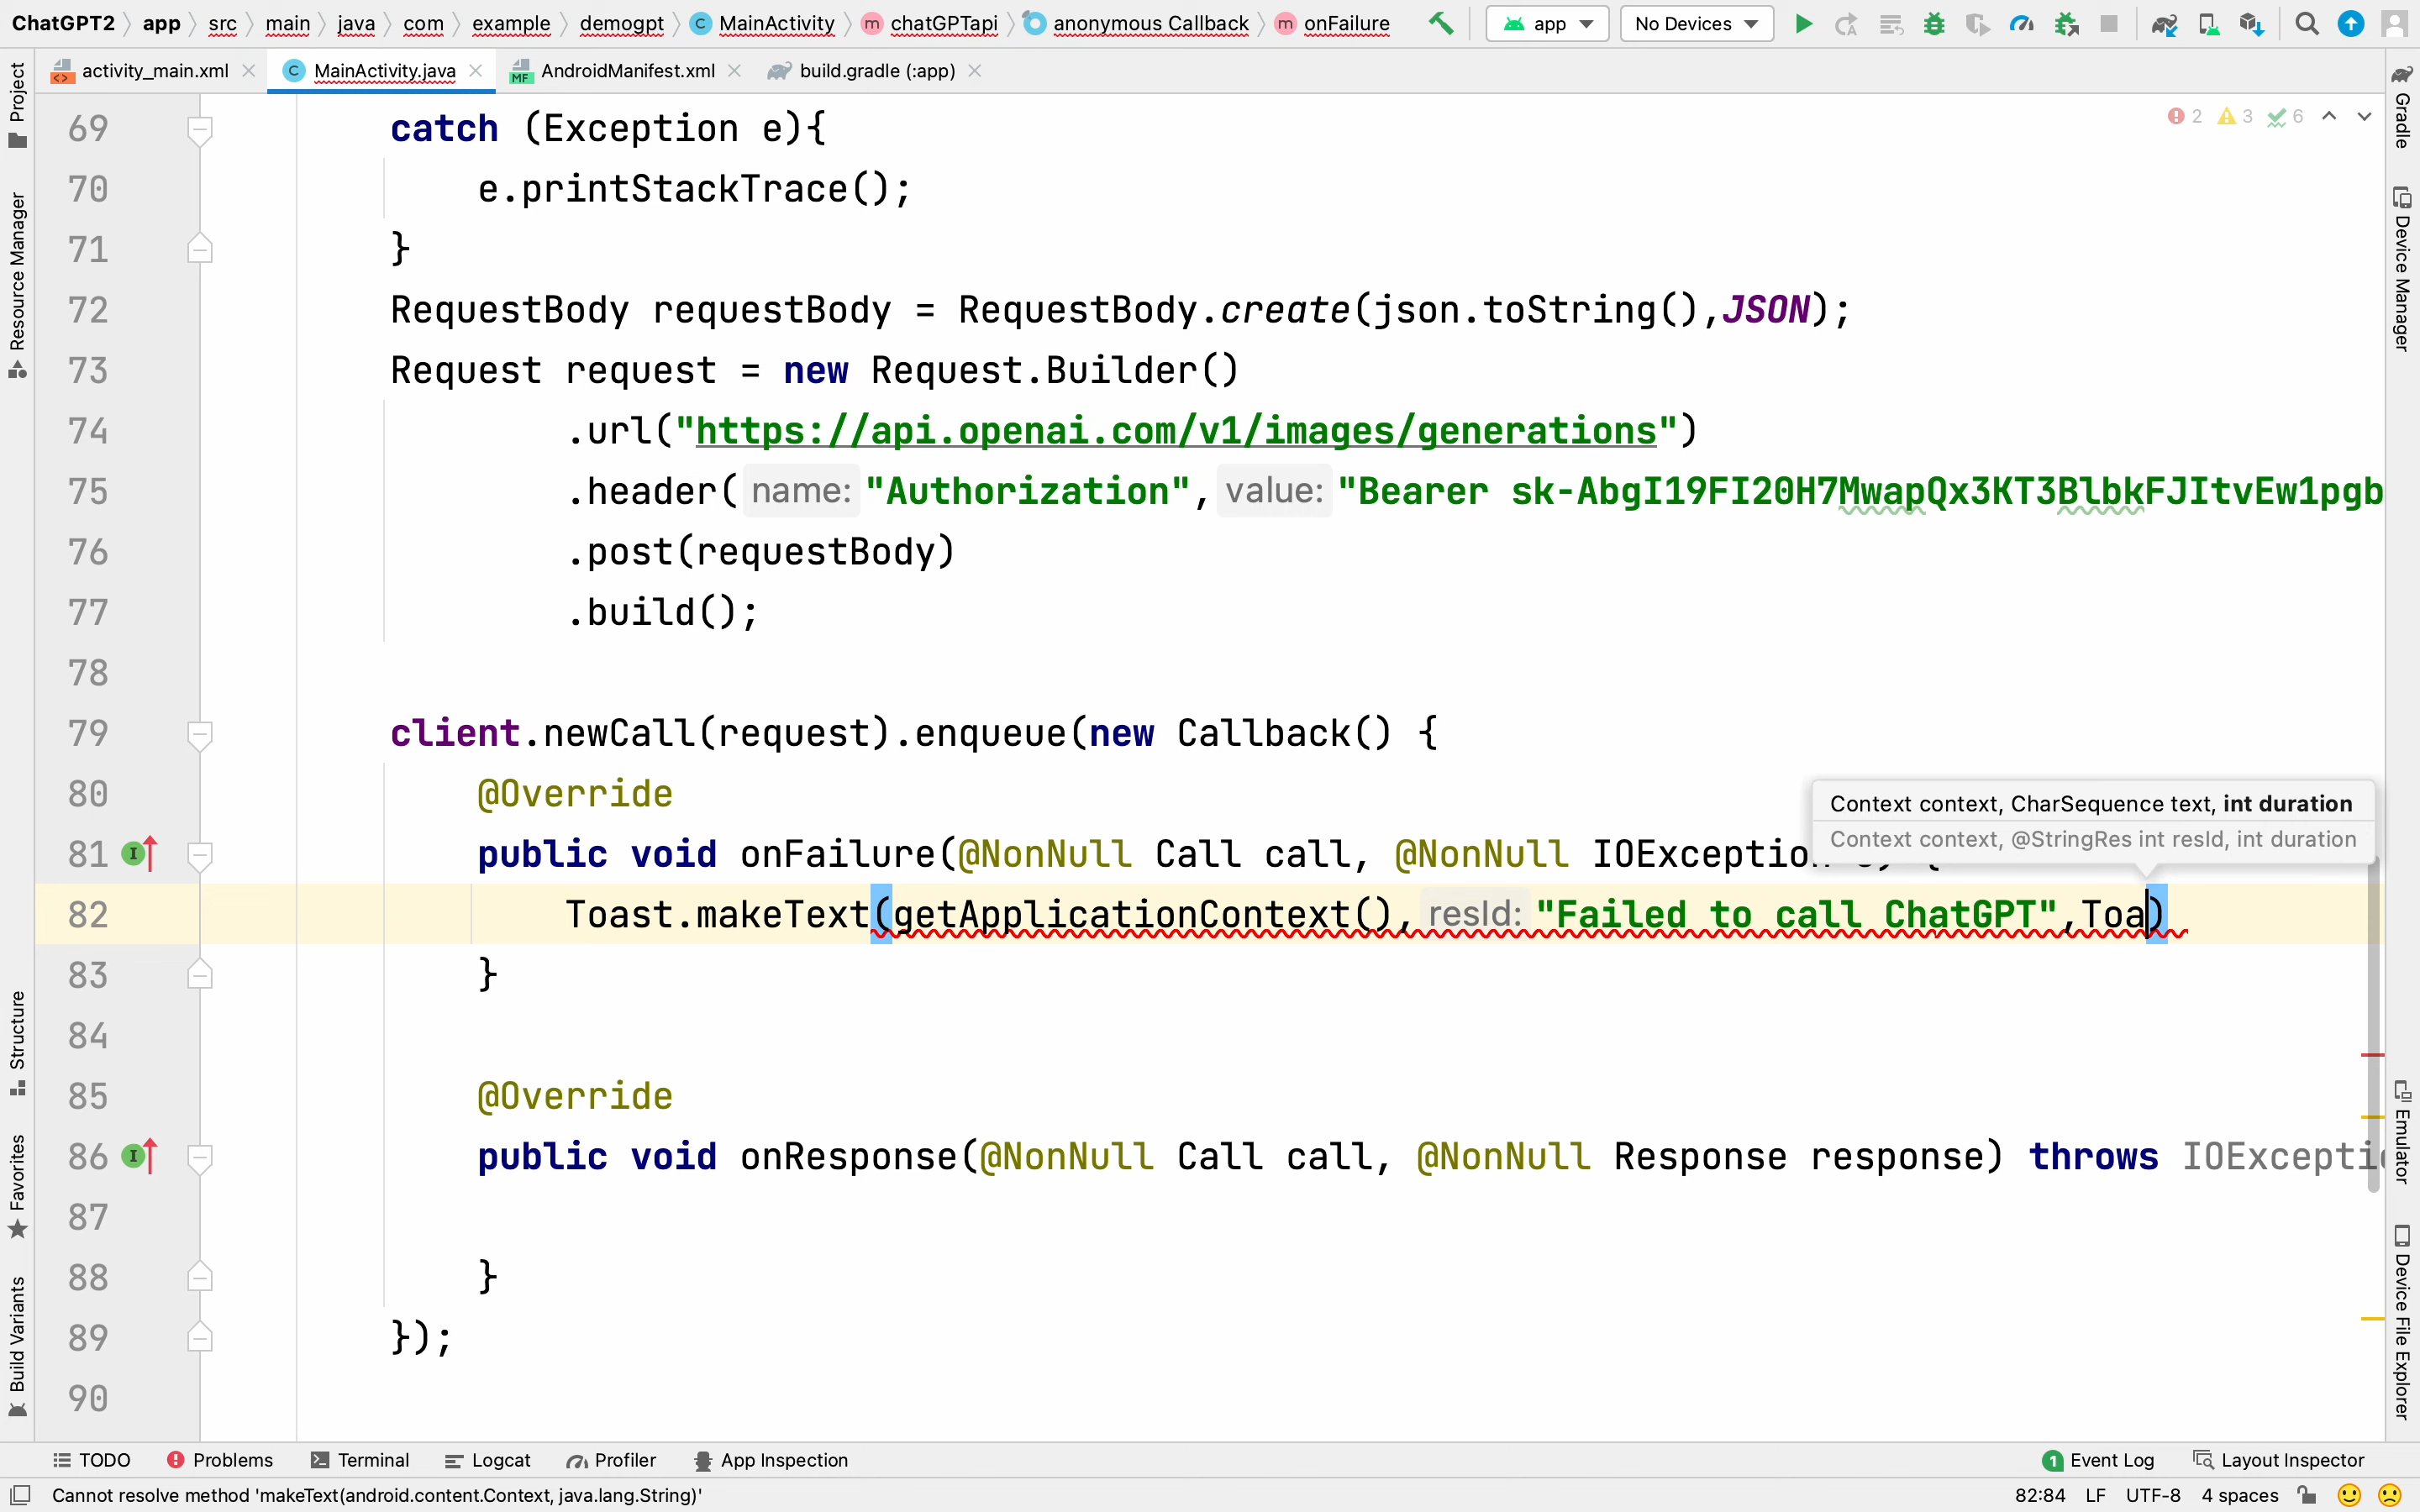 ChatGPT2 app src main java com example demogpt MainActivity chatGPTapi anonymous Callback onFailure app No Devices
activity_main.xml MainActivity.java AndroidManifest.xml build.gradle (:app)
Project
Resource Manager
Structure
Favorites
Build Variants
2 3 6
69 catch (Exception e){
70 e.printStackTrace();
71 }
72 RequestBody requestBody = RequestBody.create(json.toString(),JSON);
73 Request request = new Request.Builder()
74 .url("https://api.openai.com/v1/images/generations")
75 .header( name: "Authorization", value: "Bearer sk-AbgI19FI20H7MwapQx3KT3BlbkFJItvEw1pgb
76 .post(requestBody)
77 .build();
78
79 client.newCall(request).enqueue(new Callback() {
80 @Override
Context context, CharSequence text, int duration
Context context, @StringRes int resId, int duration
81 public void onFailure(@NonNull Call call, @NonNull IOException
82 Toast.makeText(getApplicationContext(), resId: "Failed to call ChatGPT",Toa)
83 }
84
85 @Override
86 public void onResponse(@NonNull Call call, @NonNull Response response) throws IOExcepti
87
88 }
89 });
90
Gradle
Device Manager
Emulator
Device File Explorer
TODO Problems Terminal Logcat Profiler App Inspection 1 Event Log Layout Inspector
Cannot resolve method 'makeText(android.content.Context, java.lang.String)' 82:84 LF UTF-8 4 spaces